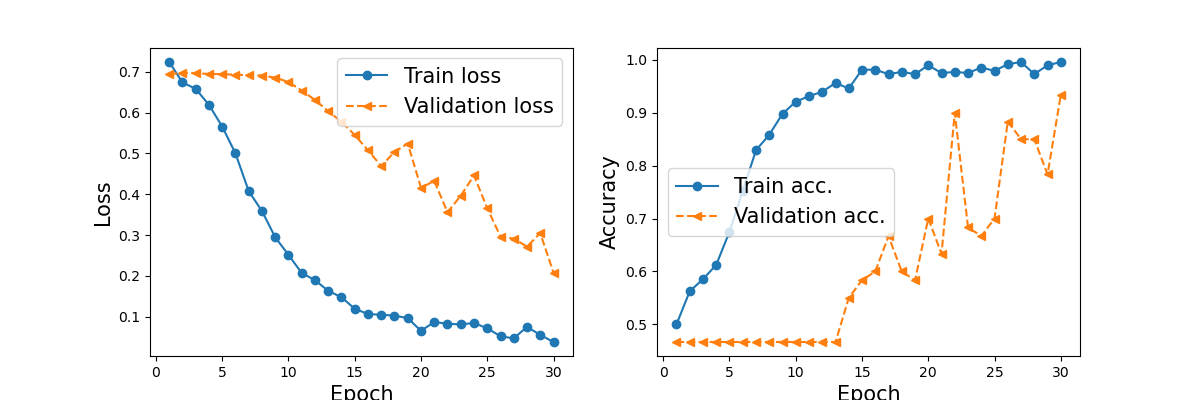 0.7
0.6
0.5
0.4
0.3
0.2
0.1
Loss
Train loss
Validation loss
0 5 10 15 20 25 30
Epoch
1.0
0.9
0.8
0.7
0.6
0.5
Accuracy
Train acc.
Validation acc.
0 5 10 15 20 25 30
Epoch